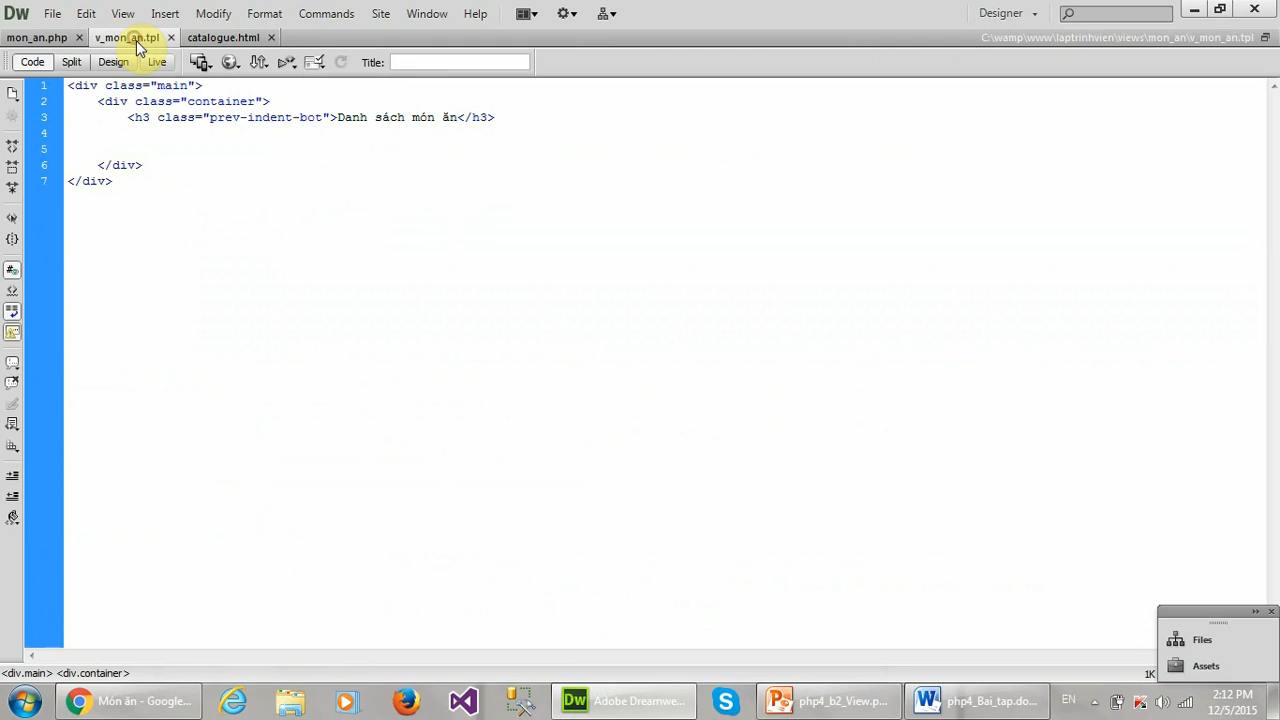 Dw File Edit View Insert Modify Format Commands Site Window Help Designer
mon_an.php v_mon_an.tpl catalogue.html C:\wamp\www\laptrinhvien\views\mon_an\v_mon_an.tpl
Code Split Design Live Title:
1 <div class="main">
2 <div class="container">
3 <h3 class="prev-indent-bot">Danh sách món ăn</h3>
4
5
6 </div>
7 </div>
Files
Assets
<div.main> <div.container> 1K
Món ăn - Google... Dw Adobe Dreamwe... php4_b2_View.p... php4_Bai_tap.do... EN 2:12 PM
12/5/2015